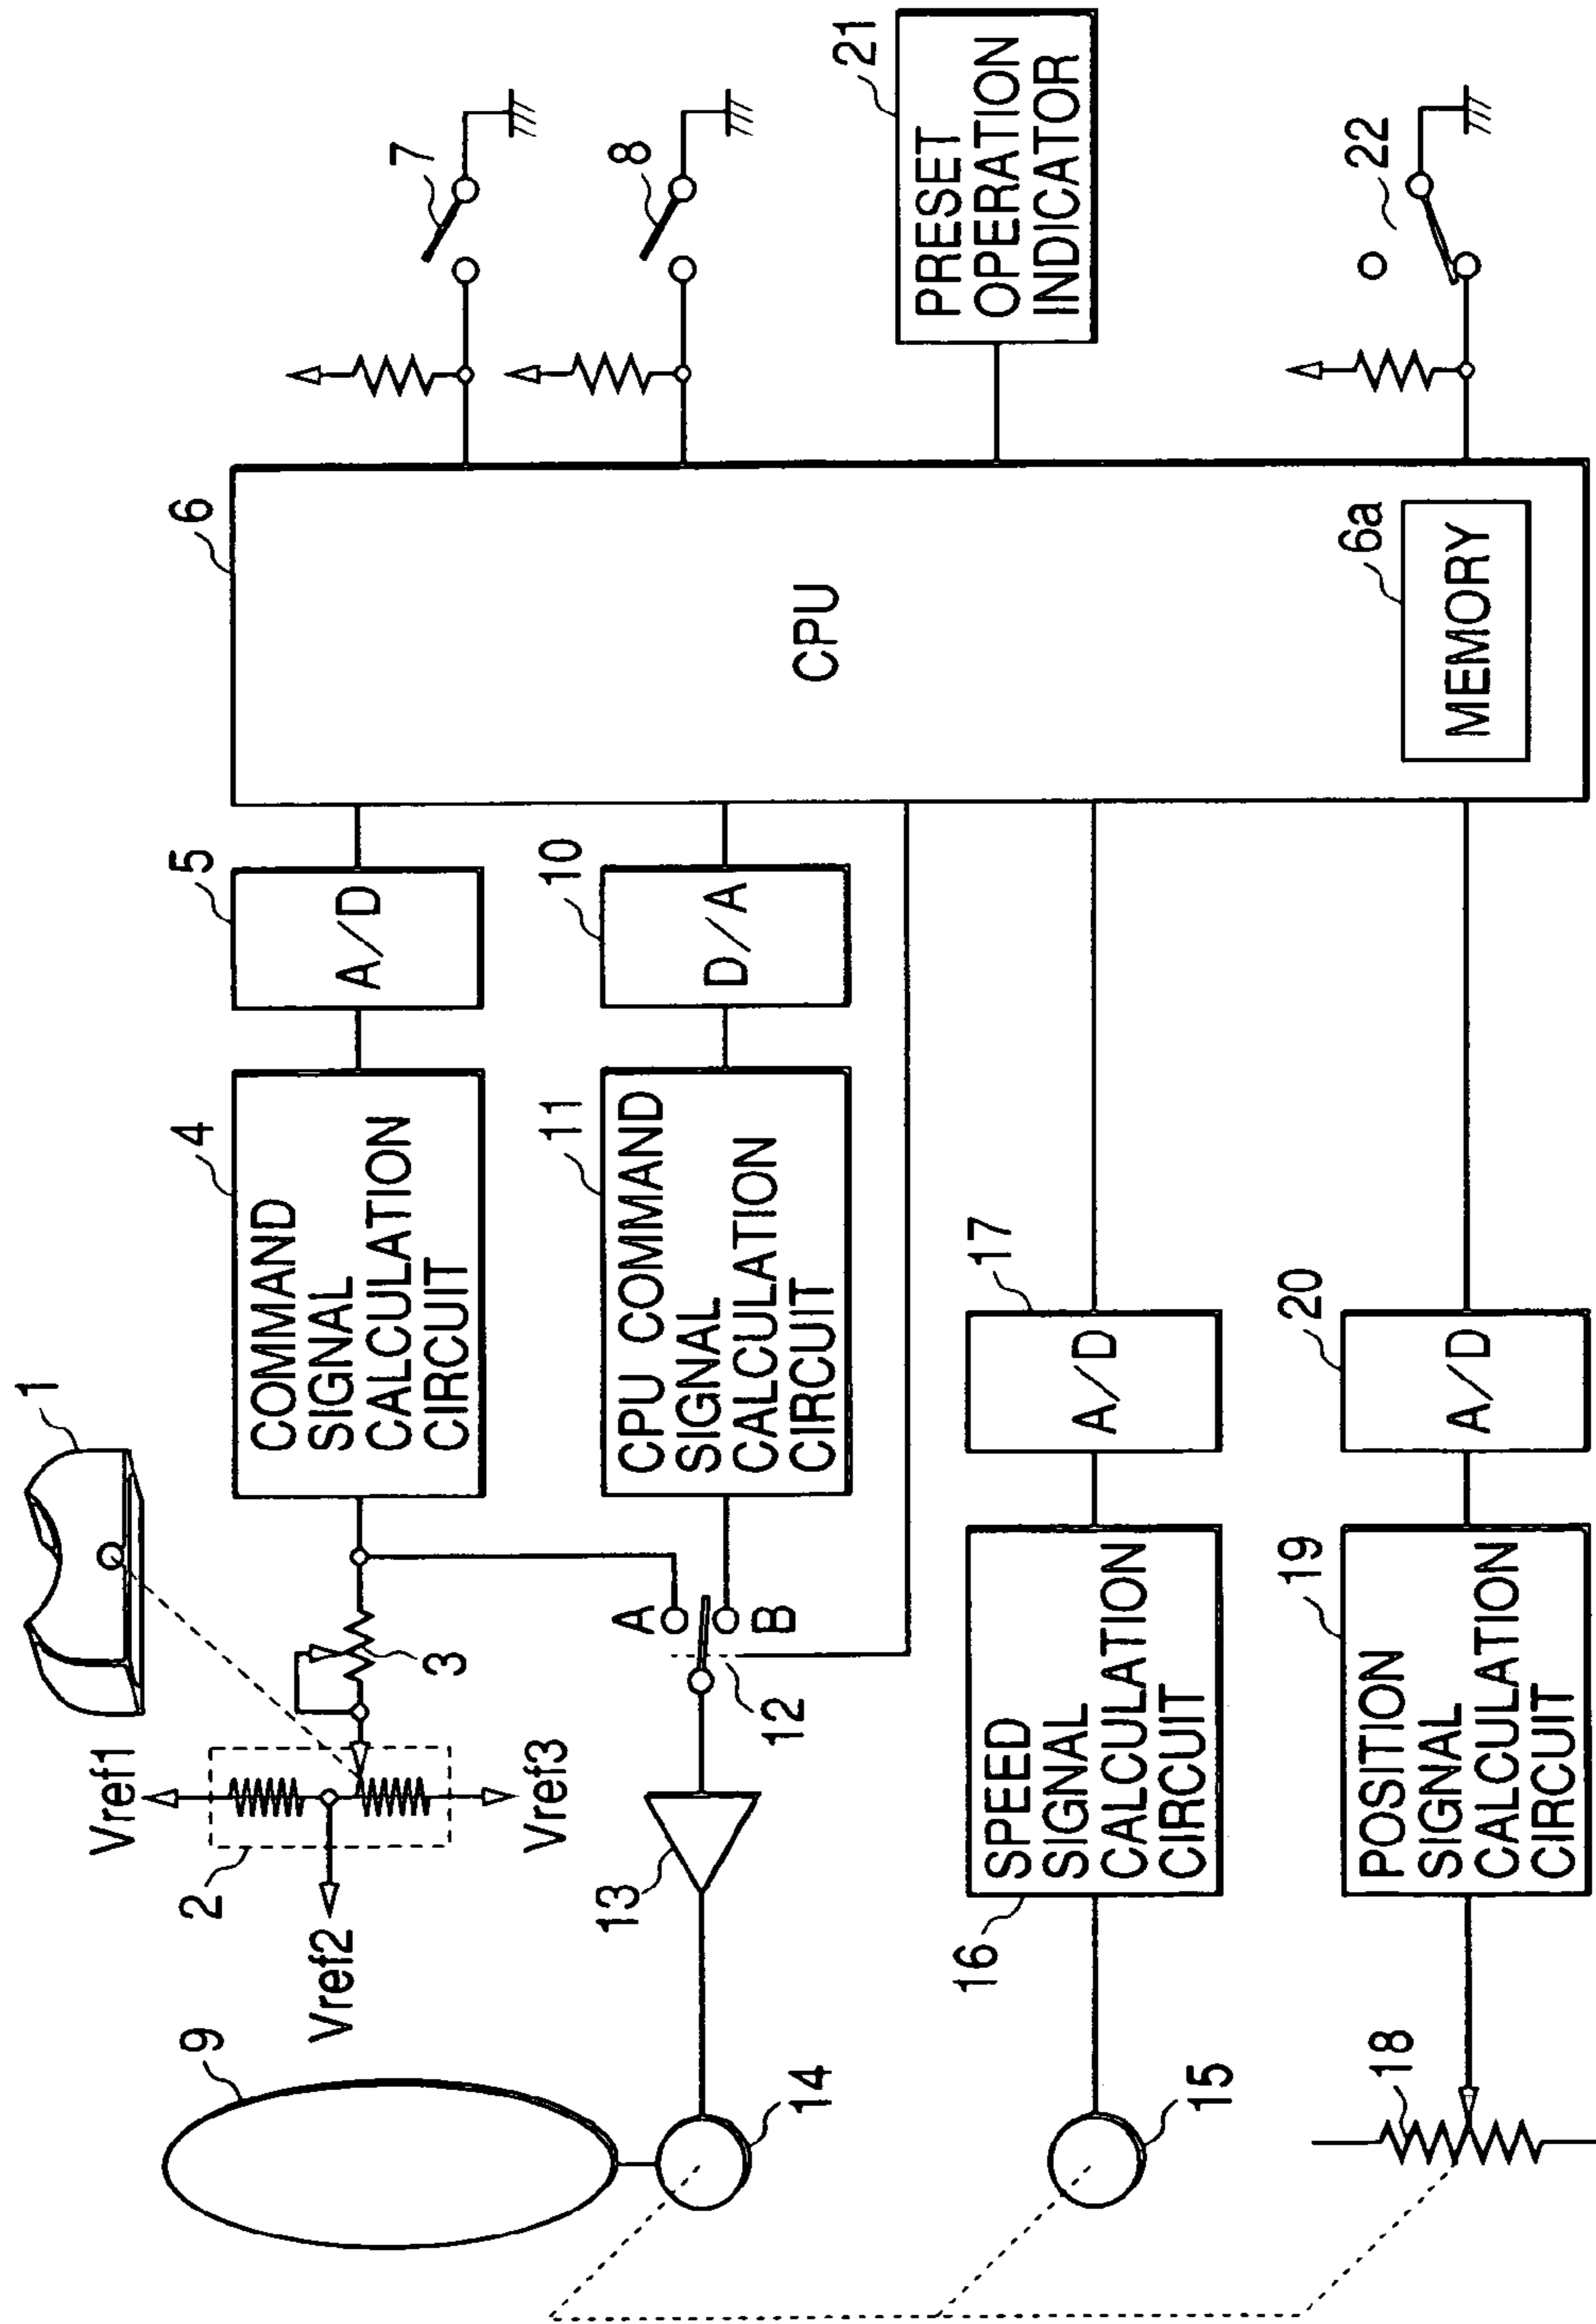 1
Vref1
2
Vref2
Vref3
3
4
COMMAND
SIGNAL
CALCULATION
CIRCUIT
5
A/D
6
CPU
6a
MEMORY
7
8
9
10
D/A
11
CPU COMMAND
SIGNAL
CALCULATION
CIRCUIT
A
B
12
13
14
15
16
SPEED
SIGNAL
CALCULATION
CIRCUIT
17
A/D
18
19
POSITION
SIGNAL
CALCULATION
CIRCUIT
20
A/D
21
PRESET
OPERATION
INDICATOR
22